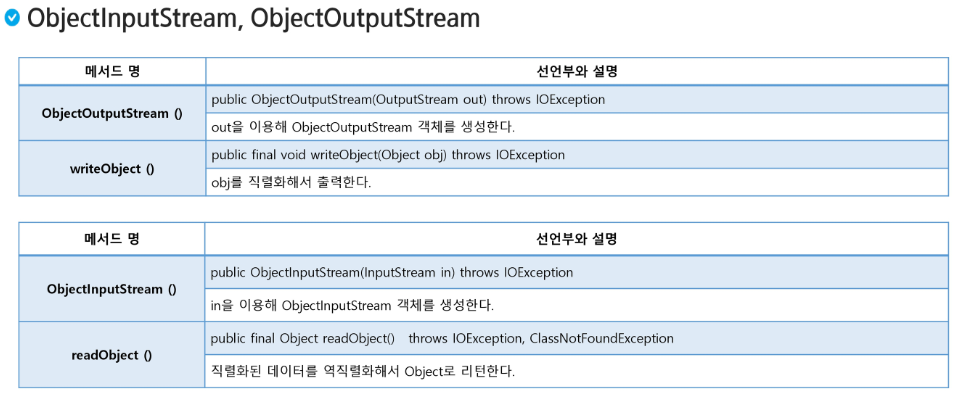 ObjectInputStream, ObjectOutputStream
메서드 명 선언부와 설명
ObjectOutputStream ()
public ObjectOutputStream(OutputStream out) throws IOException
out을 이용해 ObjectOutputStream 객체를 생성한다.
writeObject ()
public final void writeObject(Object obj) throws IOException
obj를 직렬화해서 출력한다.
메서드 명 선언부와 설명
ObjectInputStream ()
public ObjectInputStream(InputStream in) throws IOException
in을 이용해 ObjectInputStream 객체를 생성한다.
readObject ()
public final Object readObject() throws IOException, ClassNotFoundException
직렬화된 데이터를 역직렬화해서 Object로 리턴한다.